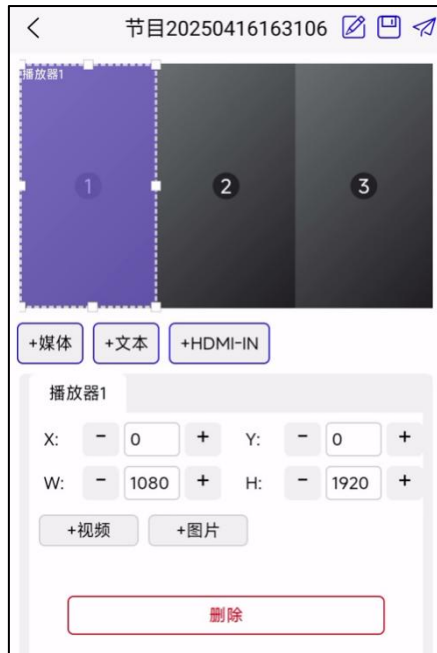 节目20250416163106
播放器1
1
2
3
+媒体 +文本 +HDMI-IN
播放器1
X: - 0 + Y: - 0 +
W: - 1080 + H: - 1920 +
+视频 +图片
删除